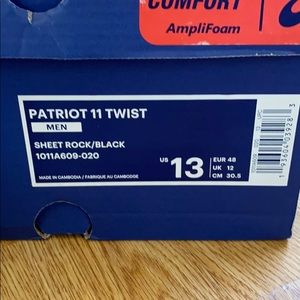 COMFORT
AmpliFoam
PATRIOT 11 TWIST
MEN
SHEET ROCK/BLACK
1011A609-020
MADE IN CAMBODIA / FABRIQUE AU CAMBODGE
US 13
EUR 48
UK 12
CM 30.5